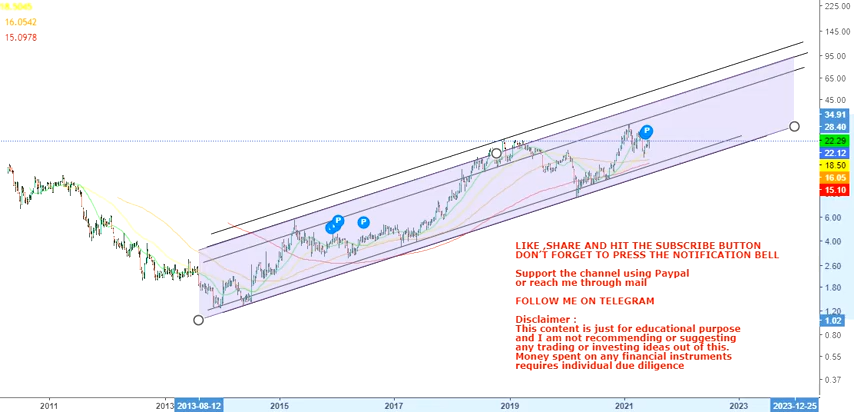 18.5045
225.00
16.0542
145.00
15.0978
95.00
65.00
45.00
34.91
28.40
22.29
22.12
18.50
16.05
15.10
6.00
4.00
2.60
1.80
1.20
1.02
0.80
0.55
0.37
P P P P
LIKE ,SHARE AND HIT THE SUBSCRIBE BUTTON
DON'T FORGET TO PRESS THE NOTIFICATION BELL
Support the channel using Paypal
or reach me through mail
FOLLOW ME ON TELEGRAM
Disclaimer :
This content is just for educational purpose
and I am not recommending or suggesting
any trading or investing ideas out of this.
Money spent on any financial instruments
requires individual due diligence
2011 2013 2013-08-12 2015 2017 2019 2021 2023 2023-12-25